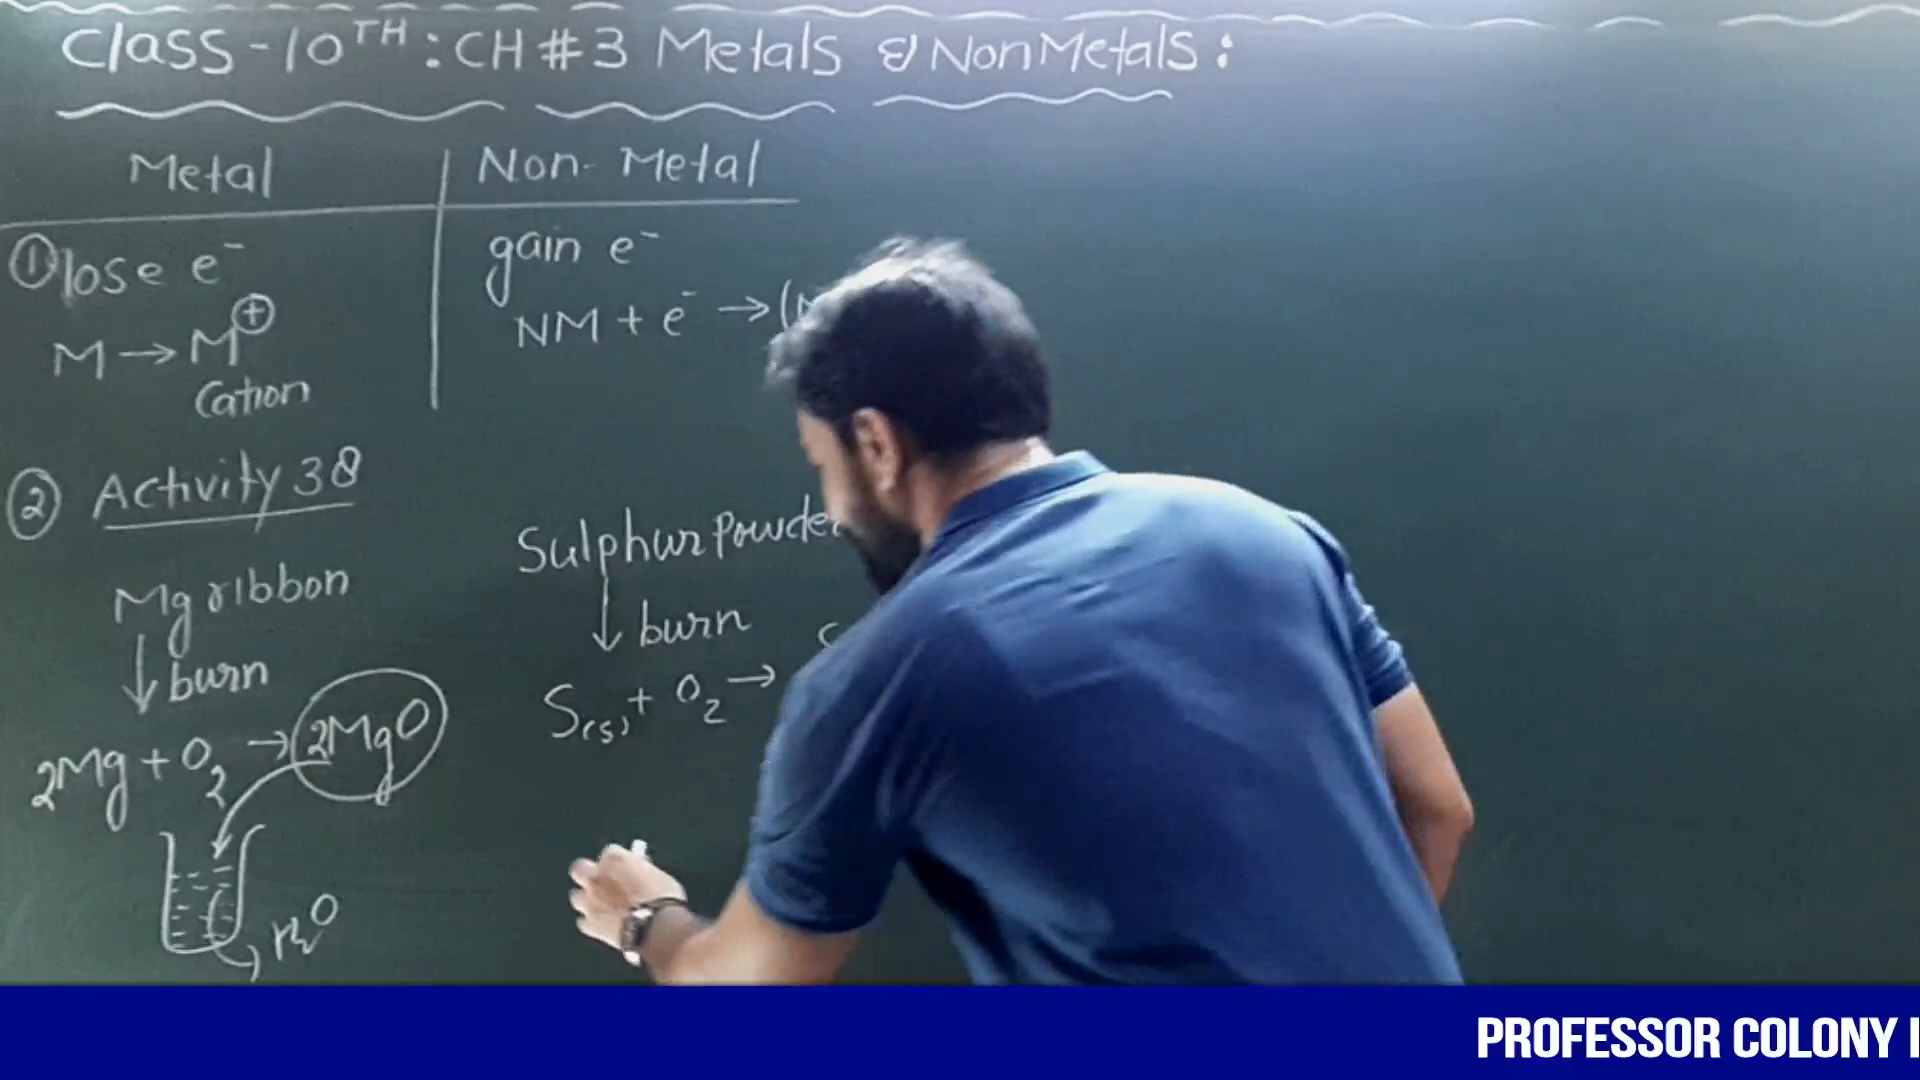 Class-10TH : CH # 3 Metals & NonMetals :
Metal
Non-Metal
① lose e⁻
gain e⁻
M → M⊕
NM + e⁻ → (
Cation
② Activity 38
Sulphur Powder
Mg ribbon
↓ burn
↓ burn
S(s) + O₂ →
2Mg + O₂ → 2MgO
H₂O
PROFESSOR COLONY